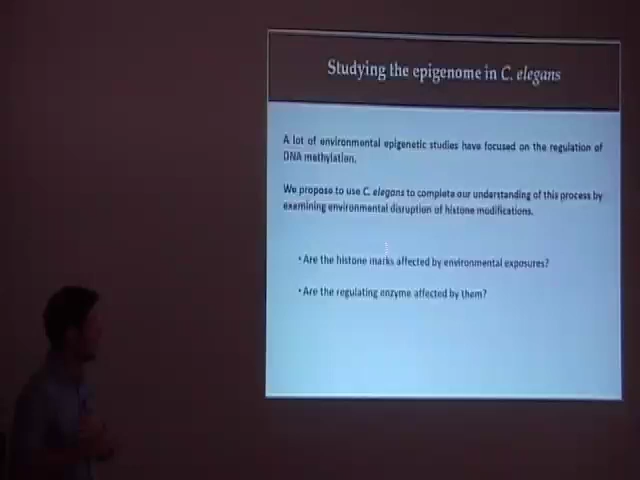 Studying the epigenome in C. elegans
A lot of environmental epigenetic studies have focused on the regulation of
DNA methylation.
We propose to use C. elegans to complete our understanding of this process by
examining environmental disruption of histone modifications.
• Are the histone marks affected by environmental exposures?
• Are the regulating enzyme affected by them?